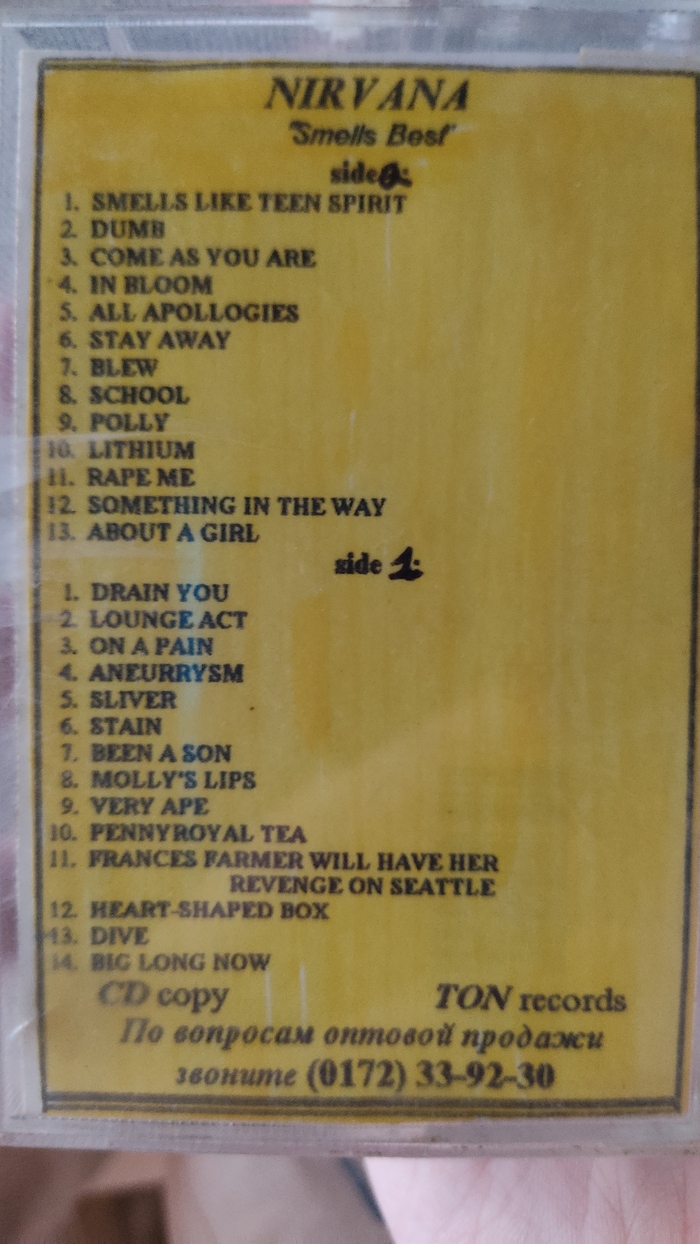 NIRVANA
"Smells Best"
side 2:
1. SMELLS LIKE TEEN SPIRIT
2. DUMB
3. COME AS YOU ARE
4. IN BLOOM
5. ALL APOLLOGIES
6. STAY AWAY
7. BLEW
8. SCHOOL
9. POLLY
10. LITHIUM
11. RAPE ME
12. SOMETHING IN THE WAY
13. ABOUT A GIRL
side 1:
1. DRAIN YOU
2. LOUNGE ACT
3. ON A PAIN
4. ANEURRYSM
5. SLIVER
6. STAIN
7. BEEN A SON
8. MOLLY'S LIPS
9. VERY APE
10. PENNYROYAL TEA
11. FRANCES FARMER WILL HAVE HER
REVENGE ON SEATTLE
12. HEART-SHAPED BOX
13. DIVE
14. BIG LONG NOW
CD copy TON records
По вопросам оптовой продажи
звоните (0172) 33-92-30